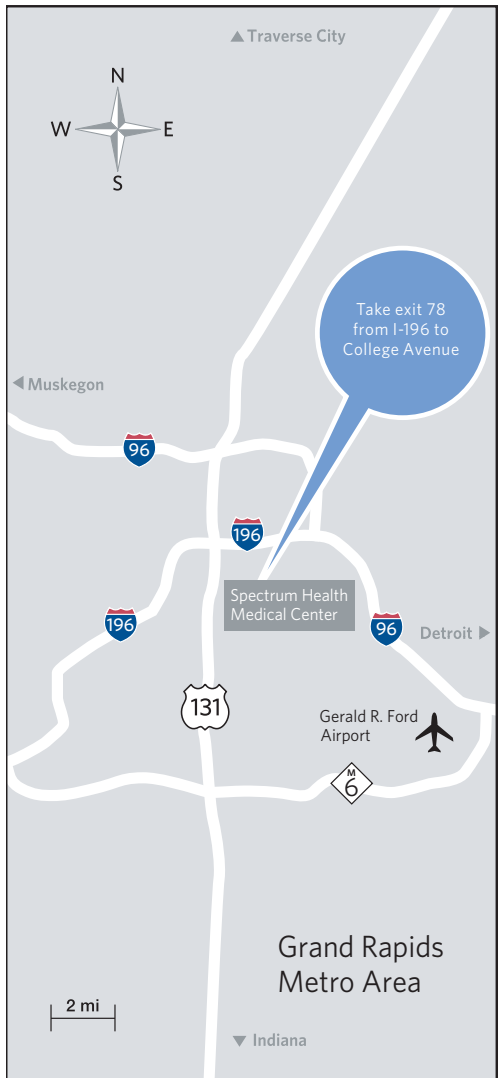 Traverse City
N
W
E
S
Take exit 78
from I-196 to
College Avenue
Muskegon
96
196
Spectrum Health
Medical Center
196
96
Detroit
131
Gerald R. Ford
Airport
M
6
Grand Rapids
Metro Area
2 mi
Indiana